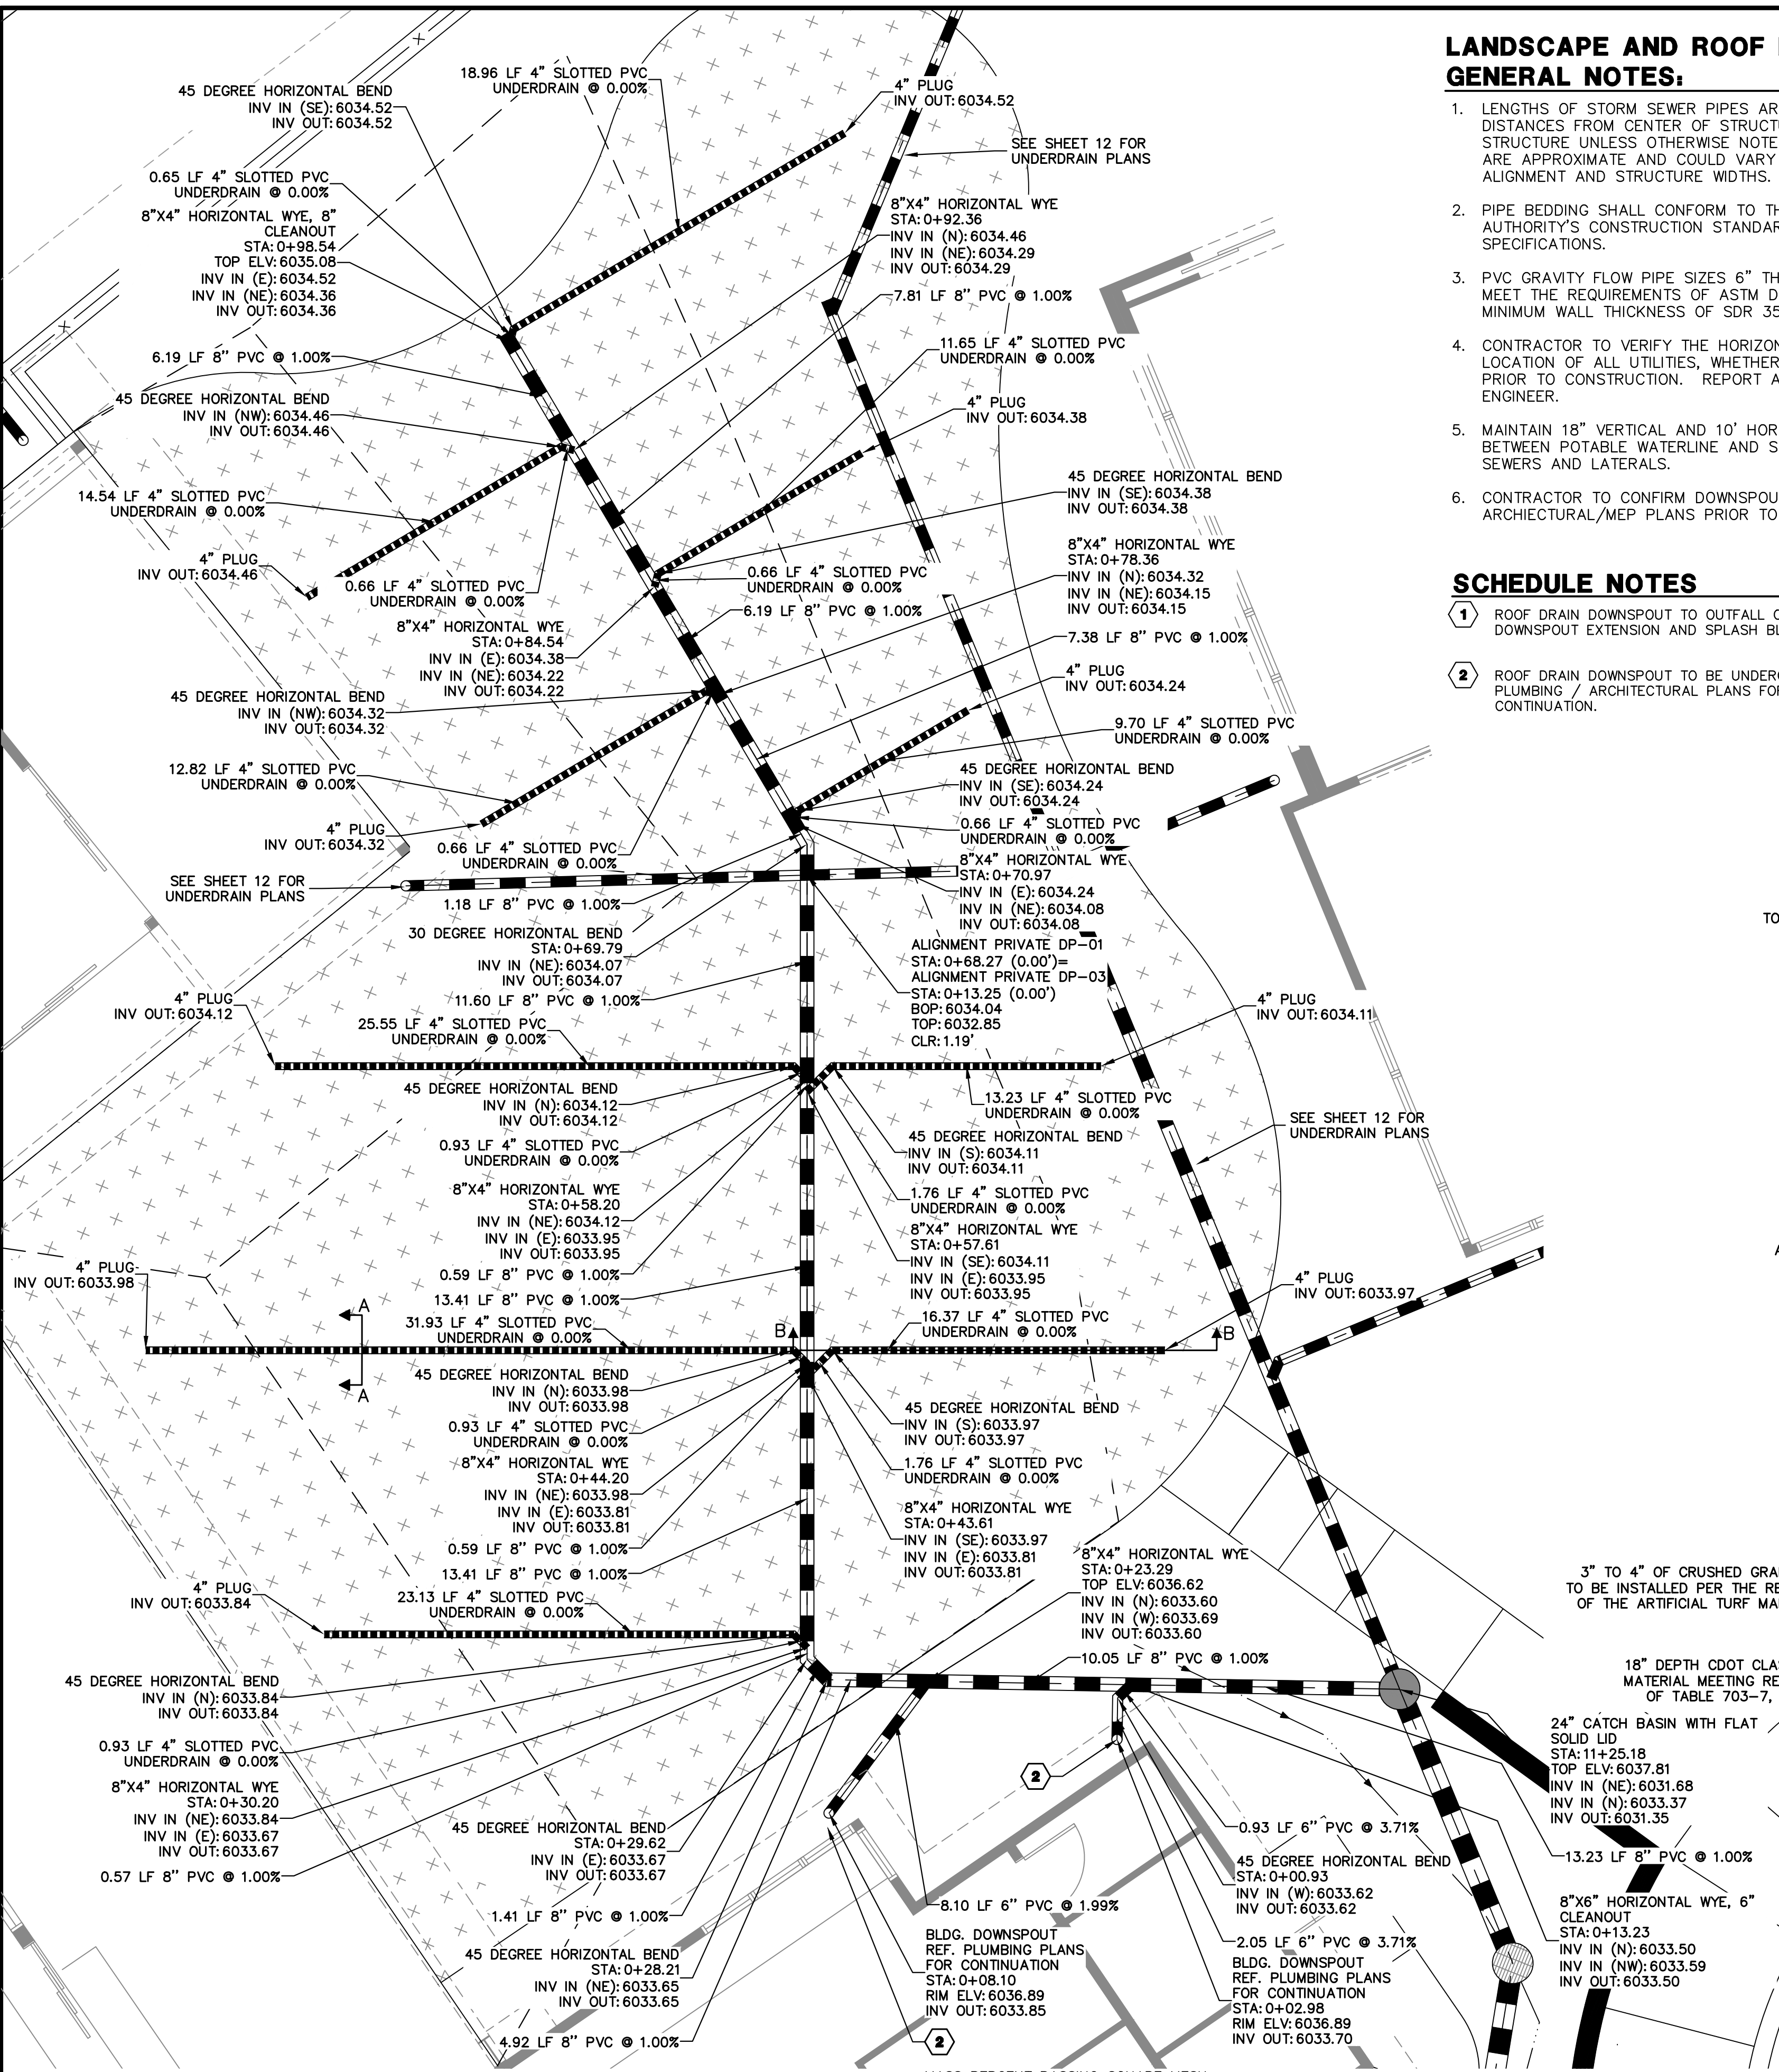 18.96 LF 4" SLOTTED PVC
UNDERDRAIN @ 0.00%
45 DEGREE HORIZONTAL BEND
INV IN (SE): 6034.52
INV OUT: 6034.52
4" PLUG
INV OUT: 6034.52
SEE SHEET 12 FOR
UNDERDRAIN PLANS
0.65 LF 4" SLOTTED PVC
UNDERDRAIN @ 0.00%
8"X4" HORIZONTAL WYE, 8"
CLEANOUT
STA: 0+98.54
TOP ELV: 6035.08
INV IN (E): 6034.52
INV IN (NE): 6034.36
INV OUT: 6034.36
8"X4" HORIZONTAL WYE
STA: 0+92.36
INV IN (N): 6034.46
INV IN (NE): 6034.29
INV OUT: 6034.29
7.81 LF 8" PVC @ 1.00%
11.65 LF 4" SLOTTED PVC
UNDERDRAIN @ 0.00%
6.19 LF 8" PVC @ 1.00%
45 DEGREE HORIZONTAL BEND
INV IN (NW): 6034.46
INV OUT: 6034.46
4" PLUG
INV OUT: 6034.38
14.54 LF 4" SLOTTED PVC
UNDERDRAIN @ 0.00%
45 DEGREE HORIZONTAL BEND
INV IN (SE): 6034.38
INV OUT: 6034.38
4" PLUG
INV OUT: 6034.46
0.66 LF 4" SLOTTED PVC
UNDERDRAIN @ 0.00%
0.66 LF 4" SLOTTED PVC
UNDERDRAIN @ 0.00%
6.19 LF 8" PVC @ 1.00%
8"X4" HORIZONTAL WYE
STA: 0+78.36
INV IN (N): 6034.32
INV IN (NE): 6034.15
INV OUT: 6034.15
8"X4" HORIZONTAL WYE
STA: 0+84.54
INV IN (E): 6034.38
INV IN (NE): 6034.22
INV OUT: 6034.22
7.38 LF 8" PVC @ 1.00%
4" PLUG
INV OUT: 6034.24
45 DEGREE HORIZONTAL BEND
INV IN (NW): 6034.32
INV OUT: 6034.32
9.70 LF 4" SLOTTED PVC
UNDERDRAIN @ 0.00%
12.82 LF 4" SLOTTED PVC
UNDERDRAIN @ 0.00%
45 DEGREE HORIZONTAL BEND
INV IN (SE): 6034.24
INV OUT: 6034.24
4" PLUG
INV OUT: 6034.32
0.66 LF 4" SLOTTED PVC
UNDERDRAIN @ 0.00%
0.66 LF 4" SLOTTED PVC
UNDERDRAIN @ 0.00%
SEE SHEET 12 FOR
UNDERDRAIN PLANS
8"X4" HORIZONTAL WYE
STA: 0+70.97
INV IN (E): 6034.24
INV IN (NE): 6034.08
INV OUT: 6034.08
1.18 LF 8" PVC @ 1.00%
30 DEGREE HORIZONTAL BEND
STA: 0+69.79
INV IN (NE): 6034.07
INV OUT: 6034.07
11.60 LF 8" PVC @ 1.00%
ALIGNMENT PRIVATE DP-01
STA: 0+68.27 (0.00')=
ALIGNMENT PRIVATE DP-03
STA: 0+13.25 (0.00')
BOP: 6034.04
TOP: 6032.85
CLR: 1.19'
4" PLUG
INV OUT: 6034.12
25.55 LF 4" SLOTTED PVC
UNDERDRAIN @ 0.00%
4" PLUG
INV OUT: 6034.11
45 DEGREE HORIZONTAL BEND
INV IN (N): 6034.12
INV OUT: 6034.12
13.23 LF 4" SLOTTED PVC
UNDERDRAIN @ 0.00%
0.93 LF 4" SLOTTED PVC
UNDERDRAIN @ 0.00%
45 DEGREE HORIZONTAL BEND
INV IN (S): 6034.11
INV OUT: 6034.11
SEE SHEET 12 FOR
UNDERDRAIN PLANS
8"X4" HORIZONTAL WYE
STA: 0+58.20
INV IN (NE): 6034.12
INV IN (E): 6033.95
INV OUT: 6033.95
1.76 LF 4" SLOTTED PVC
UNDERDRAIN @ 0.00%
8"X4" HORIZONTAL WYE
STA: 0+57.61
INV IN (SE): 6034.11
INV IN (E): 6033.95
INV OUT: 6033.95
4" PLUG
INV OUT: 6033.98
0.59 LF 8" PVC @ 1.00%
13.41 LF 8" PVC @ 1.00%
4" PLUG
INV OUT: 6033.97
A
31.93 LF 4" SLOTTED PVC
UNDERDRAIN @ 0.00%
B
16.37 LF 4" SLOTTED PVC
UNDERDRAIN @ 0.00%
B
A
45 DEGREE HORIZONTAL BEND
INV IN (N): 6033.98
INV OUT: 6033.98
45 DEGREE HORIZONTAL BEND
INV IN (S): 6033.97
INV OUT: 6033.97
0.93 LF 4" SLOTTED PVC
UNDERDRAIN @ 0.00%
1.76 LF 4" SLOTTED PVC
UNDERDRAIN @ 0.00%
8"X4" HORIZONTAL WYE
STA: 0+44.20
INV IN (NE): 6033.98
INV IN (E): 6033.81
INV OUT: 6033.81
8"X4" HORIZONTAL WYE
STA: 0+43.61
INV IN (SE): 6033.97
INV IN (E): 6033.81
INV OUT: 6033.81
0.59 LF 8" PVC @ 1.00%
13.41 LF 8" PVC @ 1.00%
8"X4" HORIZONTAL WYE
STA: 0+23.29
TOP ELV: 6036.62
INV IN (N): 6033.60
INV IN (W): 6033.69
INV OUT: 6033.60
4" PLUG
INV OUT: 6033.84
23.13 LF 4" SLOTTED PVC
UNDERDRAIN @ 0.00%
10.05 LF 8" PVC @ 1.00%
45 DEGREE HORIZONTAL BEND
INV IN (N): 6033.84
INV OUT: 6033.84
0.93 LF 4" SLOTTED PVC
UNDERDRAIN @ 0.00%
8"X4" HORIZONTAL WYE
STA: 0+30.20
INV IN (NE): 6033.84
INV IN (E): 6033.67
INV OUT: 6033.67
0.57 LF 8" PVC @ 1.00%
45 DEGREE HORIZONTAL BEND
STA: 0+29.62
INV IN (E): 6033.67
INV OUT: 6033.67
1.41 LF 8" PVC @ 1.00%
45 DEGREE HORIZONTAL BEND
STA: 0+28.21
INV IN (NE): 6033.65
INV OUT: 6033.65
4.92 LF 8" PVC @ 1.00%
2
8.10 LF 6" PVC @ 1.99%
BLDG. DOWNSPOUT
REF. PLUMBING PLANS
FOR CONTINUATION
STA: 0+08.10
RIM ELV: 6036.89
INV OUT: 6033.85
2
0.93 LF 6" PVC @ 3.71%
45 DEGREE HORIZONTAL BEND
STA: 0+00.93
INV IN (W): 6033.62
INV OUT: 6033.62
2.05 LF 6" PVC @ 3.71%
BLDG. DOWNSPOUT
REF. PLUMBING PLANS
FOR CONTINUATION
STA: 0+02.98
RIM ELV: 6036.89
INV OUT: 6033.70
24" CATCH BASIN WITH FLAT
SOLID LID
STA: 11+25.18
TOP ELV: 6037.81
INV IN (NE): 6031.68
INV IN (N): 6033.37
INV OUT: 6031.35
13.23 LF 8" PVC @ 1.00%
8"X6" HORIZONTAL WYE, 6"
CLEANOUT
STA: 0+13.23
INV IN (N): 6033.50
INV IN (NW): 6033.59
INV OUT: 6033.50
LANDSCAPE AND ROOF
GENERAL NOTES:
1. LENGTHS OF STORM SEWER PIPES
DISTANCES FROM CENTER OF
STRUCTURE UNLESS OTHERWISE
ARE APPROXIMATE AND COULD VARY
ALIGNMENT AND STRUCTURE WIDTHS.
2. PIPE BEDDING SHALL CONFORM TO
AUTHORITY'S CONSTRUCTION
SPECIFICATIONS.
3. PVC GRAVITY FLOW PIPE SIZES 6"
MEET THE REQUIREMENTS OF ASTM
MINIMUM WALL THICKNESS OF SDR 35
4. CONTRACTOR TO VERIFY THE
LOCATION OF ALL UTILITIES, WHETHER
PRIOR TO CONSTRUCTION. REPORT
ENGINEER.
5. MAINTAIN 18" VERTICAL AND 10'
BETWEEN POTABLE WATERLINE AND
SEWERS AND LATERALS.
6. CONTRACTOR TO CONFIRM
ARCHIECTURAL/MEP PLANS PRIOR TO
SCHEDULE NOTES
1 ROOF DRAIN DOWNSPOUT TO OUTFALL
DOWNSPOUT EXTENSION AND SPLASH
2 ROOF DRAIN DOWNSPOUT TO BE
PLUMBING / ARCHITECTURAL PLANS
CONTINUATION.
3" TO 4" OF CRUSHED
TO BE INSTALLED PER THE
OF THE ARTIFICIAL TURF
18" DEPTH CDOT
MATERIAL MEETING
OF TABLE 703-7,